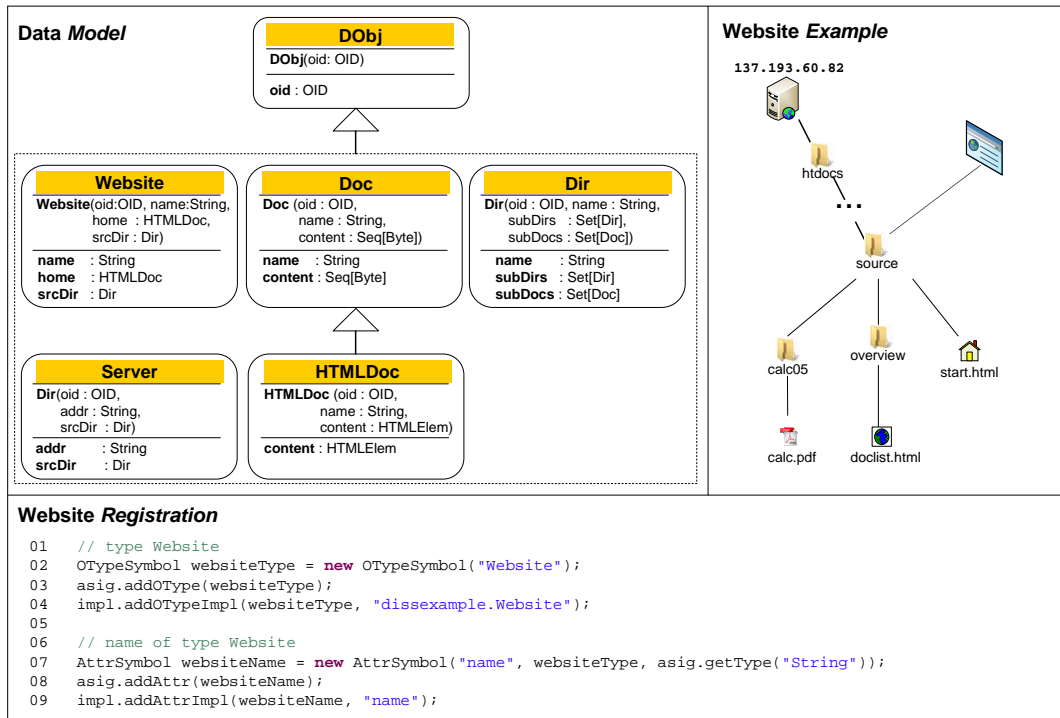 Data Model
DObj
DObj(oid: OID)
oid : OID
Website
Website(oid:OID, name:String,
home : HTMLDoc,
srcDir : Dir)
name : String
home : HTMLDoc
srcDir : Dir
Doc
Doc (oid : OID,
name : String,
content : Seq[Byte])
name : String
content : Seq[Byte]
Dir
Dir(oid : OID, name : String,
subDirs : Set[Dir],
subDocs : Set[Doc])
name : String
subDirs : Set[Dir]
subDocs : Set[Doc]
Server
Dir(oid : OID,
addr : String,
srcDir : Dir)
addr : String
srcDir : Dir
HTMLDoc
HTMLDoc (oid : OID,
name : String,
content : HTMLElem)
content : HTMLElem
Website Example
137.193.60.82
htdocs
...
source
calc05
overview
start.html
calc.pdf
doclist.html
Website Registration
01 // type Website
02 OTypeSymbol websiteType = new OTypeSymbol("Website");
03 asig.addOType(websiteType);
04 impl.addOTypeImpl(websiteType, "dissexample.Website");
05
06 // name of type Website
07 AttrSymbol websiteName = new AttrSymbol("name", websiteType, asig.getType("String"));
08 asig.addAttr(websiteName);
09 impl.addAttrImpl(websiteName, "name");